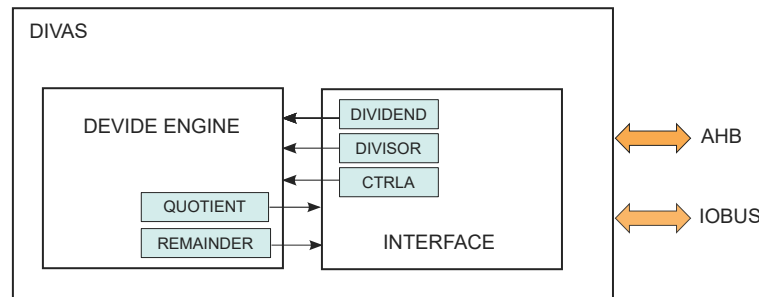 DIVAS
DEVIDE ENGINE
DIVIDEND
DIVISOR
CTRLA
QUOTIENT
REMAINDER
INTERFACE
AHB
IOBUS